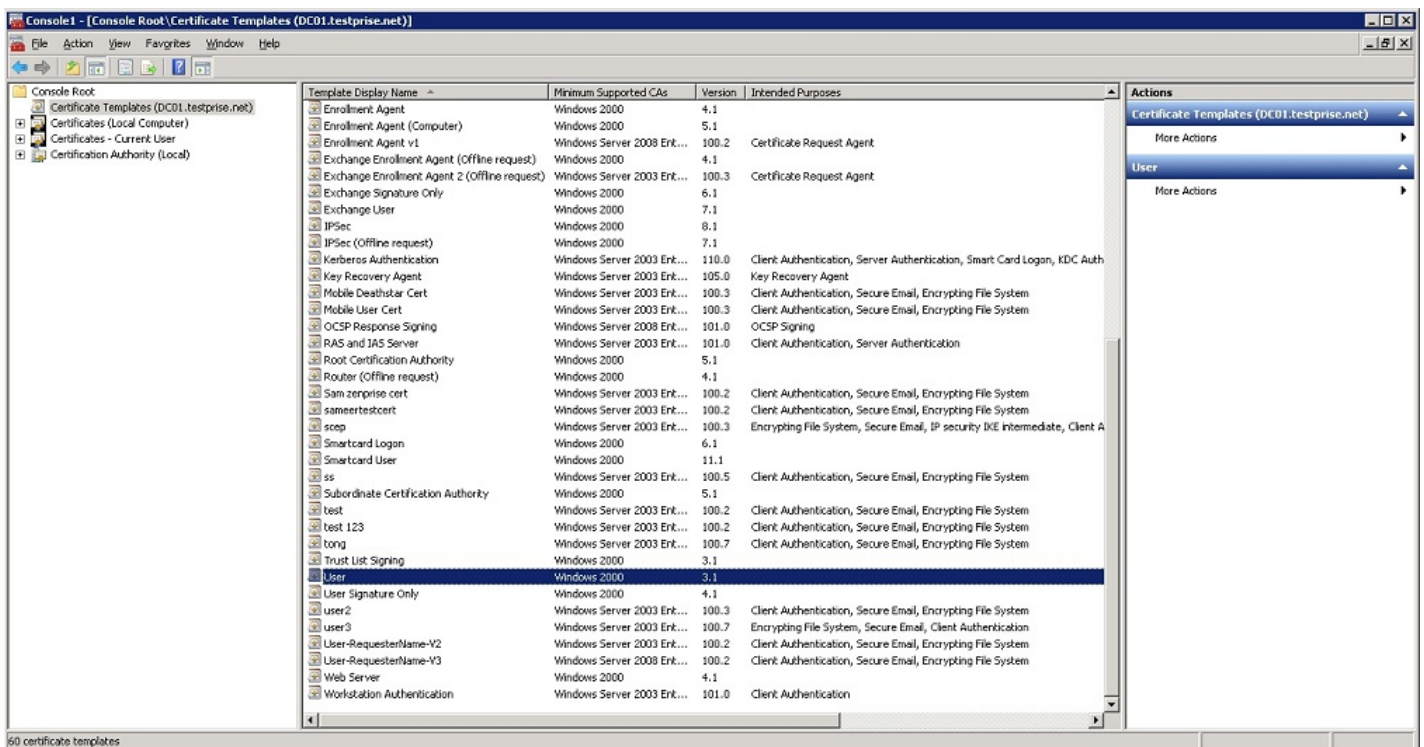 Console1 - [Console Root\Certificate Templates (DC01.testprise.net)]
File Action View Favorites Window Help
Console Root
Certificate Templates (DC01.testprise.net)
Certificates (Local Computer)
Certificates - Current User
Certification Authority (Local)
Template Display Name Minimum Supported CAs Version Intended Purposes
Enrollment Agent Windows 2000 4.1
Enrollment Agent (Computer) Windows 2000 5.1
Enrollment Agent v1 Windows Server 2008 Ent... 100.2 Certificate Request Agent
Exchange Enrollment Agent (Offline request) Windows 2000 4.1
Exchange Enrollment Agent 2 (Offline request) Windows Server 2003 Ent... 100.3 Certificate Request Agent
Exchange Signature Only Windows 2000 6.1
Exchange User Windows 2000 7.1
IPSec Windows 2000 8.1
IPSec (Offline request) Windows 2000 7.1
Kerberos Authentication Windows Server 2003 Ent... 110.0 Client Authentication, Server Authentication, Smart Card Logon, KDC Auth
Key Recovery Agent Windows Server 2003 Ent... 105.0 Key Recovery Agent
Mobile Deathstar Cert Windows Server 2003 Ent... 100.3 Client Authentication, Secure Email, Encrypting File System
Mobile User Cert Windows Server 2003 Ent... 100.3 Client Authentication, Secure Email, Encrypting File System
OCSP Response Signing Windows Server 2008 Ent... 101.0 OCSP Signing
RAS and IAS Server Windows Server 2003 Ent... 101.0 Client Authentication, Server Authentication
Root Certification Authority Windows 2000 5.1
Router (Offline request) Windows 2000 4.1
Sam zenprise cert Windows Server 2003 Ent... 100.2 Client Authentication, Secure Email, Encrypting File System
sameertestcert Windows Server 2003 Ent... 100.2 Client Authentication, Secure Email, Encrypting File System
scep Windows Server 2003 Ent... 100.3 Encrypting File System, Secure Email, IP security IKE intermediate, Client A
Smartcard Logon Windows 2000 6.1
Smartcard User Windows 2000 11.1
ss Windows Server 2003 Ent... 100.5 Client Authentication, Secure Email, Encrypting File System
Subordinate Certification Authority Windows 2000 5.1
test Windows Server 2003 Ent... 100.2 Client Authentication, Secure Email, Encrypting File System
test 123 Windows Server 2003 Ent... 100.2 Client Authentication, Secure Email, Encrypting File System
tong Windows Server 2003 Ent... 100.7 Client Authentication, Secure Email, Encrypting File System
Trust List Signing Windows 2000 3.1
User Windows 2000 3.1
User Signature Only Windows 2000 4.1
user2 Windows Server 2003 Ent... 100.3 Client Authentication, Secure Email, Encrypting File System
user3 Windows Server 2003 Ent... 100.7 Encrypting File System, Secure Email, Client Authentication
User-RequesterName-V2 Windows Server 2003 Ent... 100.2 Client Authentication, Secure Email, Encrypting File System
User-RequesterName-V3 Windows Server 2008 Ent... 100.2 Client Authentication, Secure Email, Encrypting File System
Web Server Windows 2000 4.1
Workstation Authentication Windows Server 2003 Ent... 101.0 Client Authentication
Actions
Certificate Templates (DC01.testprise.net)
More Actions
User
More Actions
60 certificate templates